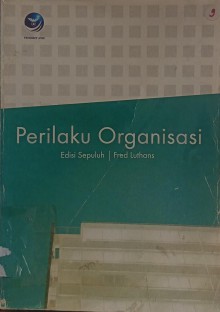 Perilaku Organisasi
Edisi Sepuluh | Fred Luthans